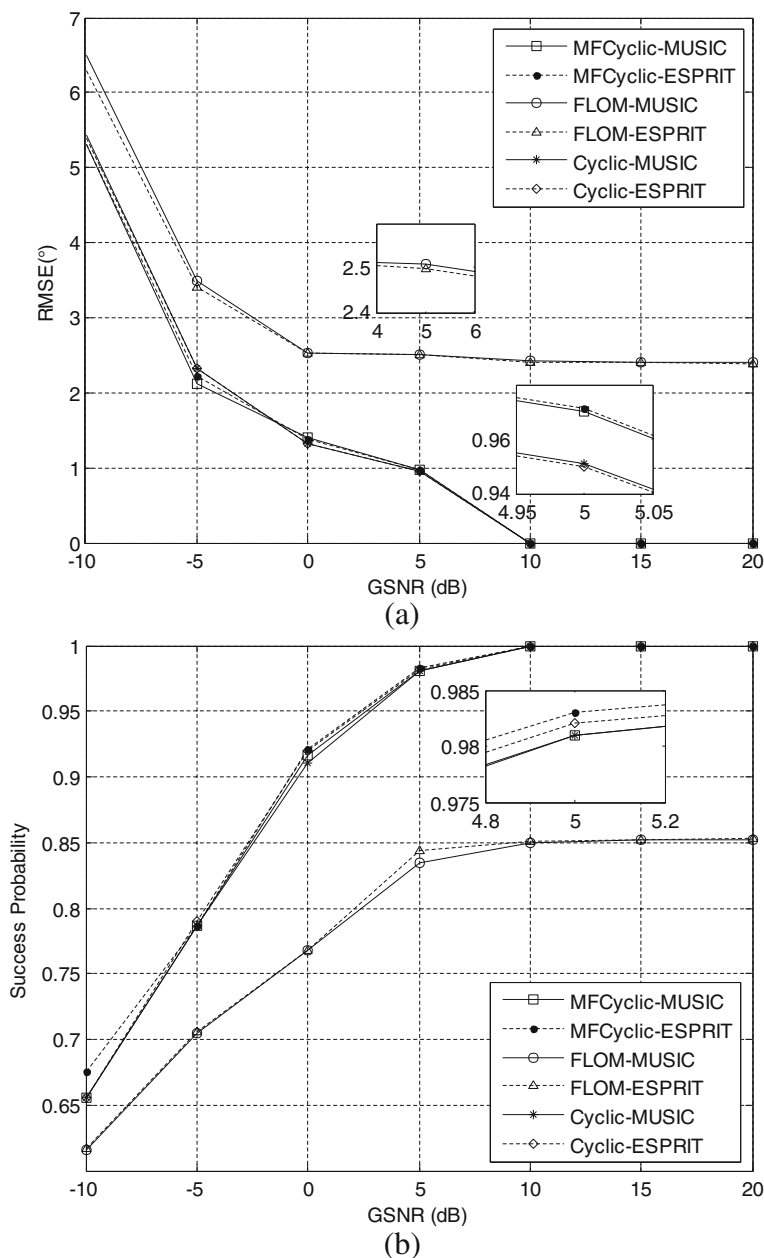 7
6
5
4
3
2
1
0
RMSE(°)
MFCyclic-MUSIC
MFCyclic-ESPRIT
FLOM-MUSIC
FLOM-ESPRIT
Cyclic-MUSIC
Cyclic-ESPRIT
2.5
2.4
4 5 6
0.96
0.94
4.95 5 5.05
-10 -5 0 5 10 15 20
GSNR (dB)
(a)
1
0.95
0.9
0.85
0.8
0.75
0.7
0.65
Success Probability
0.985
0.98
0.975
4.8 5 5.2
MFCyclic-MUSIC
MFCyclic-ESPRIT
FLOM-MUSIC
FLOM-ESPRIT
Cyclic-MUSIC
Cyclic-ESPRIT
-10 -5 0 5 10 15 20
GSNR (dB)
(b)